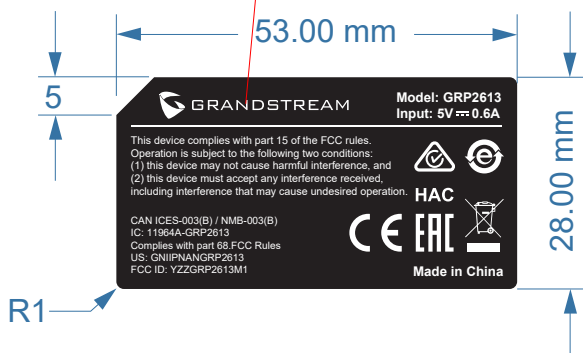 53.00 mm
5
GRANDSTREAM
Model: GRP2613
Input: 5V⎓0.6A
This device complies with part 15 of the FCC rules.
Operation is subject to the following two conditions:
(1) this device may not cause harmful interference, and
(2) this device must accept any interference received,
including interference that may cause undesired operation.
HAC
CAN ICES-003(B) / NMB-003(B)
IC: 11964A-GRP2613
Complies with part 68.FCC Rules
US: GNIIPNANGRP2613
FCC ID: YZZGRP2613M1
CE EAC
Made in China
28.00 mm
R1